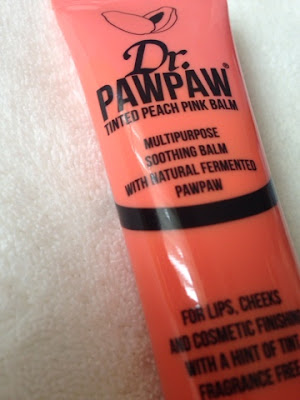 Dr.
PAWPAW®
TINTED PEACH PINK BALM
MULTIPURPOSE
SOOTHING BALM
WITH NATURAL FERMENTED
PAWPAW
FOR LIPS, CHEEKS
AND COSMETIC FINISHING
WITH A HINT OF TINT
FRAGRANCE FREE